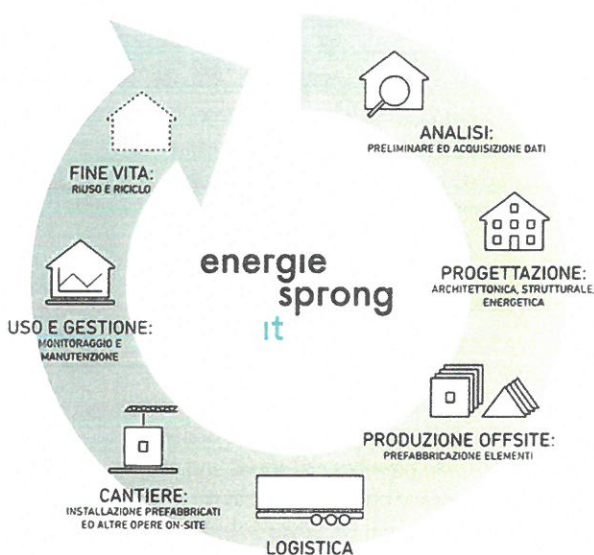 ANALISI:
PRELIMINARE ED ACQUISIZIONE DATI
PROGETTAZIONE:
ARCHITETTONICA, STRUTTURALE,
ENERGETICA
PRODUZIONE OFFSITE:
PREFABBRICAZIONE ELEMENTI
LOGISTICA
CANTIERE:
INSTALLAZIONE PREFABBRICATI
ED ALTRE OPERE ON-SITE
USO E GESTIONE:
MONITORAGGIO E
MANUTENZIONE
FINE VITA:
RIUSO E RICICLO
energie
sprong
it